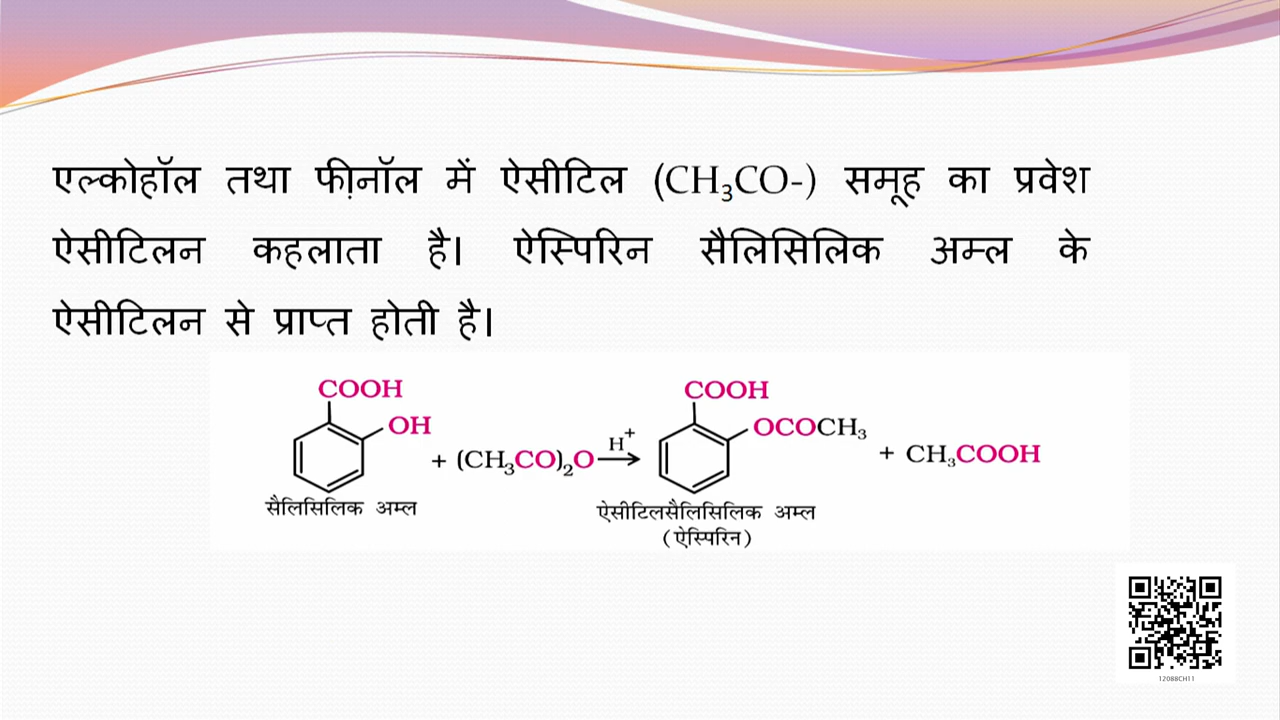 एल्कोहॉल तथा फी़नॉल में ऐसीटिल (CH₃CO-) समूह का प्रवेश
ऐसीटिलन कहलाता है। ऐस्पिरिन सैलिसिलिक अम्ल के
ऐसीटिलन से प्राप्त होती है।
COOH
OH
+ (CH₃CO)₂O
H⁺
सैलिसिलिक अम्ल
COOH
OCOCH₃
+ CH₃COOH
ऐसीटिलसैलिसिलिक अम्ल
(ऐस्पिरिन)
12088CH11